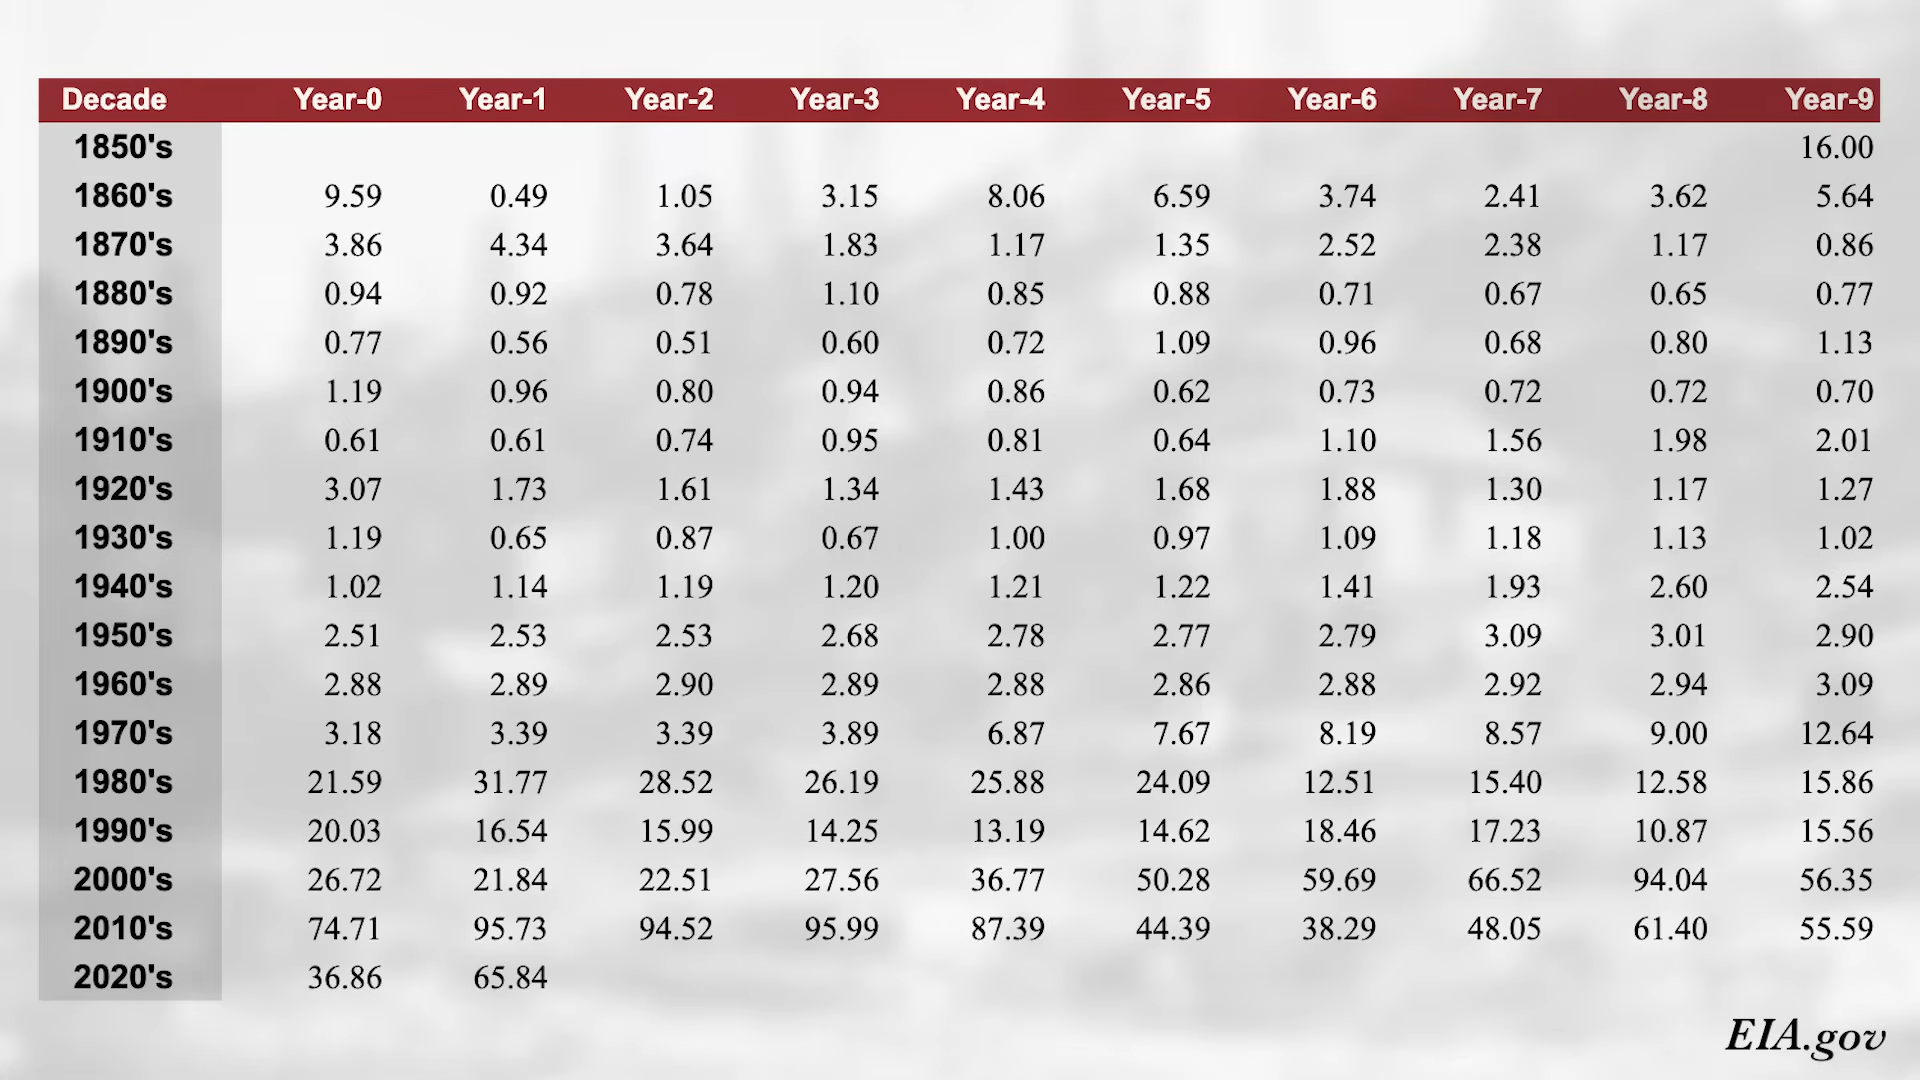 Decade Year-0 Year-1 Year-2 Year-3 Year-4 Year-5 Year-6 Year-7 Year-8 Year-9
1850's 16.00
1860's 9.59 0.49 1.05 3.15 8.06 6.59 3.74 2.41 3.62 5.64
1870's 3.86 4.34 3.64 1.83 1.17 1.35 2.52 2.38 1.17 0.86
1880's 0.94 0.92 0.78 1.10 0.85 0.88 0.71 0.67 0.65 0.77
1890's 0.77 0.56 0.51 0.60 0.72 1.09 0.96 0.68 0.80 1.13
1900's 1.19 0.96 0.80 0.94 0.86 0.62 0.73 0.72 0.72 0.70
1910's 0.61 0.61 0.74 0.95 0.81 0.64 1.10 1.56 1.98 2.01
1920's 3.07 1.73 1.61 1.34 1.43 1.68 1.88 1.30 1.17 1.27
1930's 1.19 0.65 0.87 0.67 1.00 0.97 1.09 1.18 1.13 1.02
1940's 1.02 1.14 1.19 1.20 1.21 1.22 1.41 1.93 2.60 2.54
1950's 2.51 2.53 2.53 2.68 2.78 2.77 2.79 3.09 3.01 2.90
1960's 2.88 2.89 2.90 2.89 2.88 2.86 2.88 2.92 2.94 3.09
1970's 3.18 3.39 3.39 3.89 6.87 7.67 8.19 8.57 9.00 12.64
1980's 21.59 31.77 28.52 26.19 25.88 24.09 12.51 15.40 12.58 15.86
1990's 20.03 16.54 15.99 14.25 13.19 14.62 18.46 17.23 10.87 15.56
2000's 26.72 21.84 22.51 27.56 36.77 50.28 59.69 66.52 94.04 56.35
2010's 74.71 95.73 94.52 95.99 87.39 44.39 38.29 48.05 61.40 55.59
2020's 36.86 65.84
EIA.gov